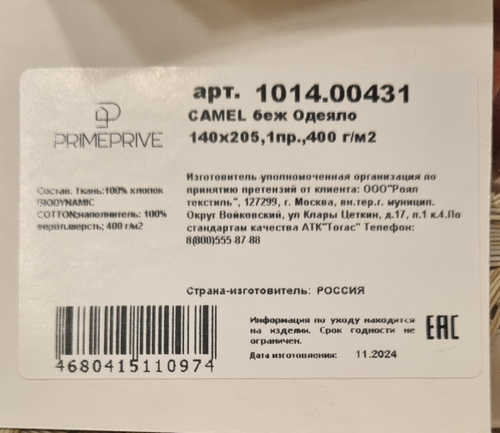 арт. 1014.00431
CAMEL беж Одеяло
140x205,1пр.,400 г/м2
PRIMEPRIVE
Состав: Ткань:100% хлопок
BIODYNAMIC
COTTON;наполнитель: 100%
верол.шерсть; 400 г/м2
Изготовитель-уполномоченная организация по
принятию претензий от клиента: ООО"Роял
текстиль", 127299, г. Москва, вн.тер.г. муницип.
Округ Войковский, ул Клары Цеткин, д.17, п.1 к.4.По
стандартам качества АТК"Тогас" Телефон:
8(800)555-87-88
Страна-изготовитель: РОССИЯ
Информация по уходу находится
на изделии. Срок годности не
ограничен.
Дата изготовления: 11.2024
EAC
4680415110974